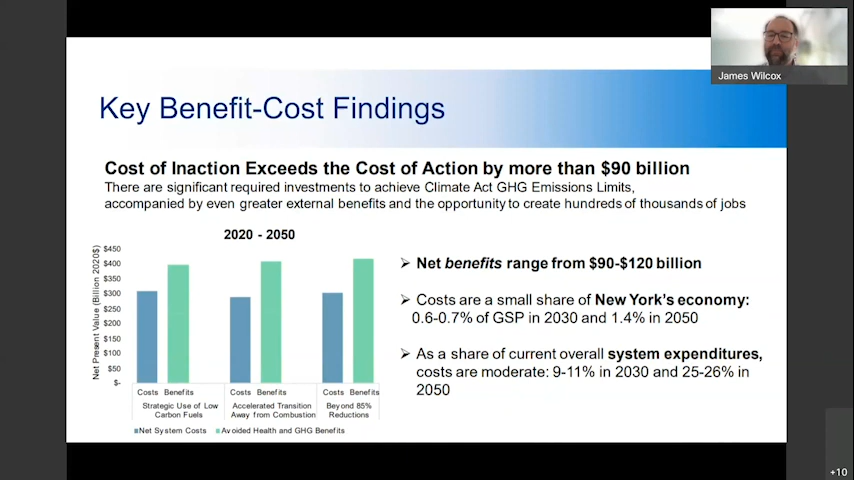 James Wilcox
Key Benefit-Cost Findings
Cost of Inaction Exceeds the Cost of Action by more than $90 billion
There are significant required investments to achieve Climate Act GHG Emissions Limits,
accompanied by even greater external benefits and the opportunity to create hundreds of thousands of jobs
2020 - 2050
Net Present Value (Billion 2020$)
$450
$400
$350
$300
$250
$200
$150
$100
$50
$-
Costs Benefits Costs Benefits Costs Benefits
Strategic Use of Low Accelerated Transition Beyond 85%
Carbon Fuels Away from Combustion Reductions
Net System Costs Avoided Health and GHG Benefits
➢ Net benefits range from $90-$120 billion
➢ Costs are a small share of New York's economy:
0.6-0.7% of GSP in 2030 and 1.4% in 2050
➢ As a share of current overall system expenditures,
costs are moderate: 9-11% in 2030 and 25-26% in
2050
+10